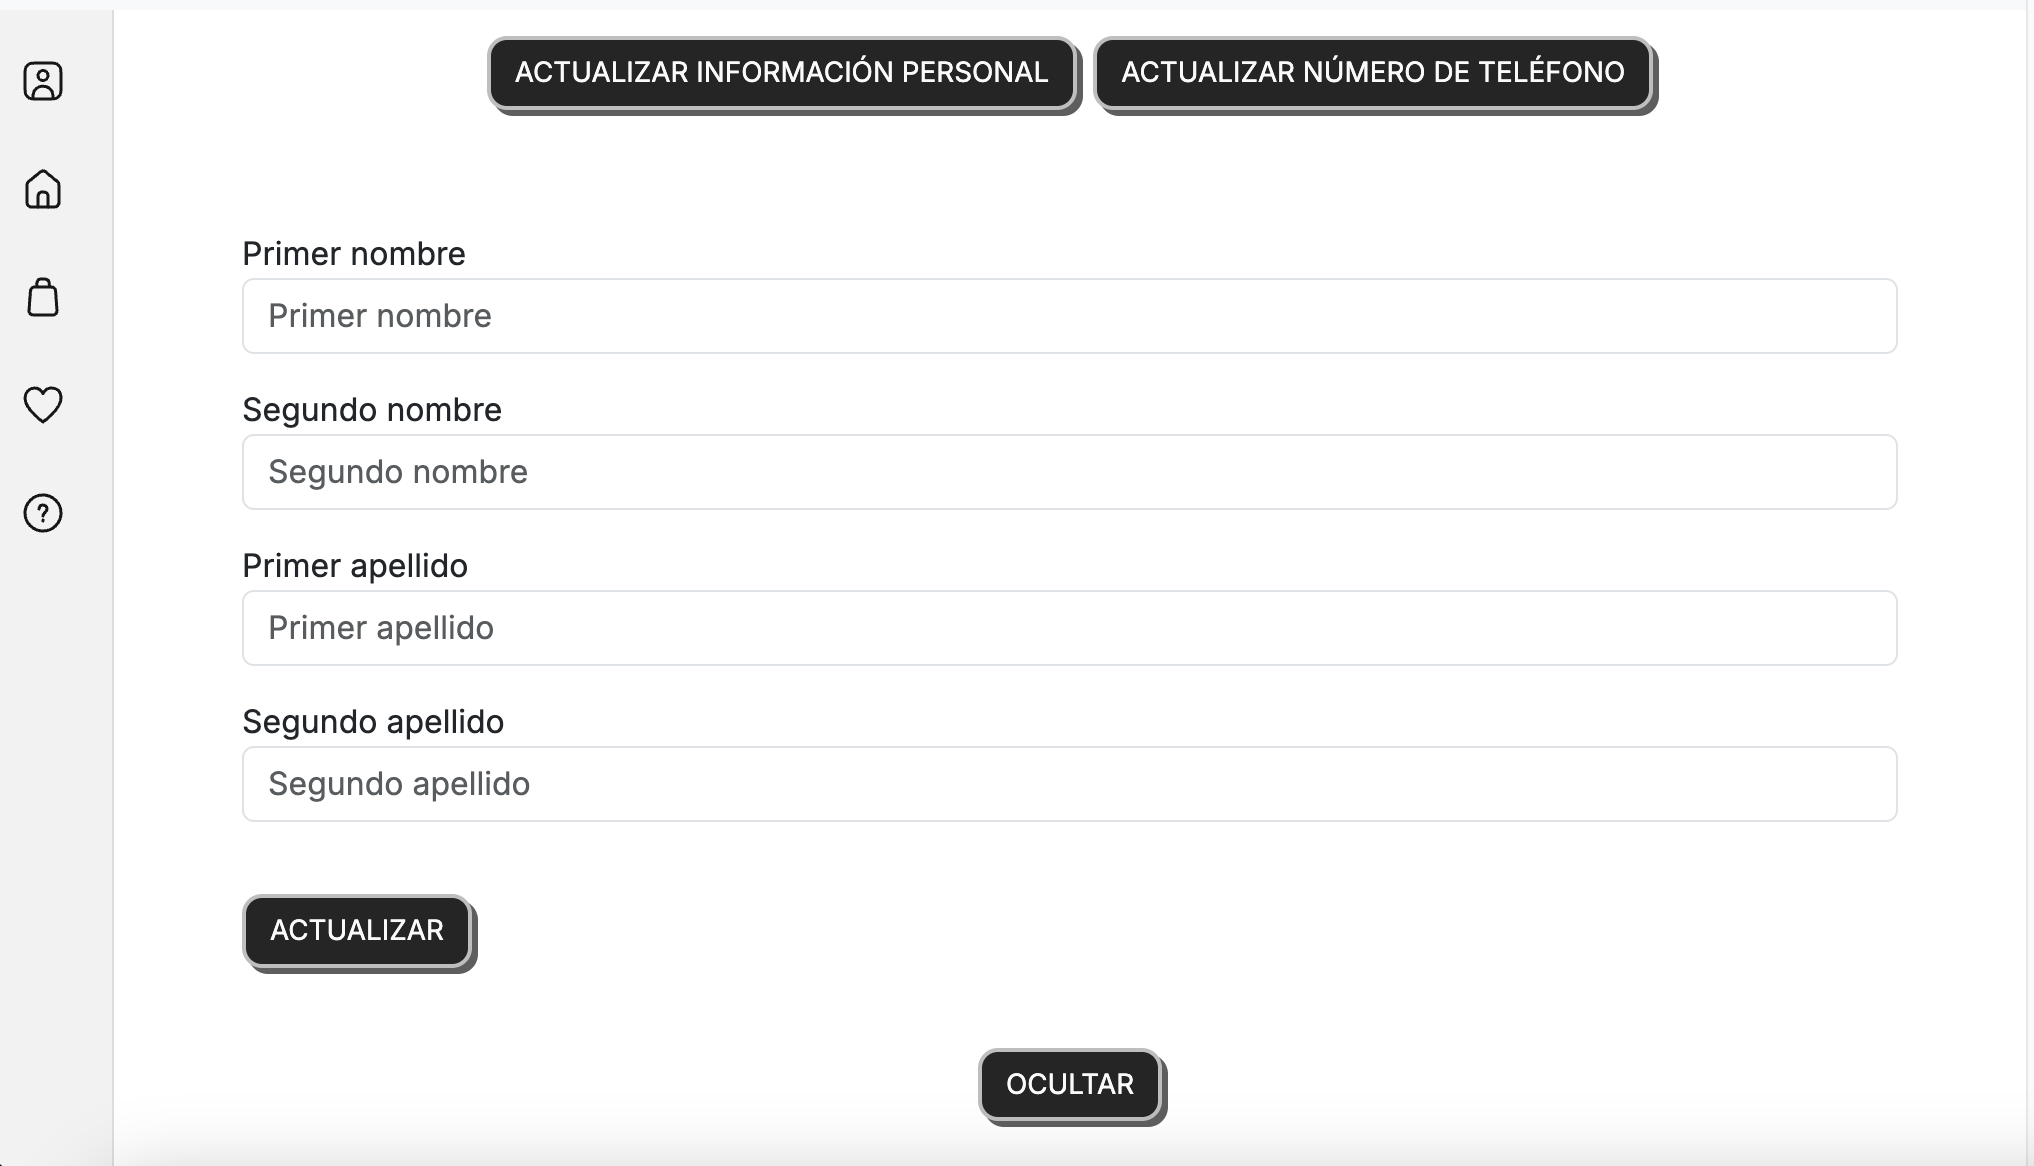 ACTUALIZAR INFORMACIÓN PERSONAL ACTUALIZAR NÚMERO DE TELÉFONO
Primer nombre
Primer nombre
Segundo nombre
Segundo nombre
Primer apellido
Primer apellido
Segundo apellido
Segundo apellido
ACTUALIZAR
OCULTAR